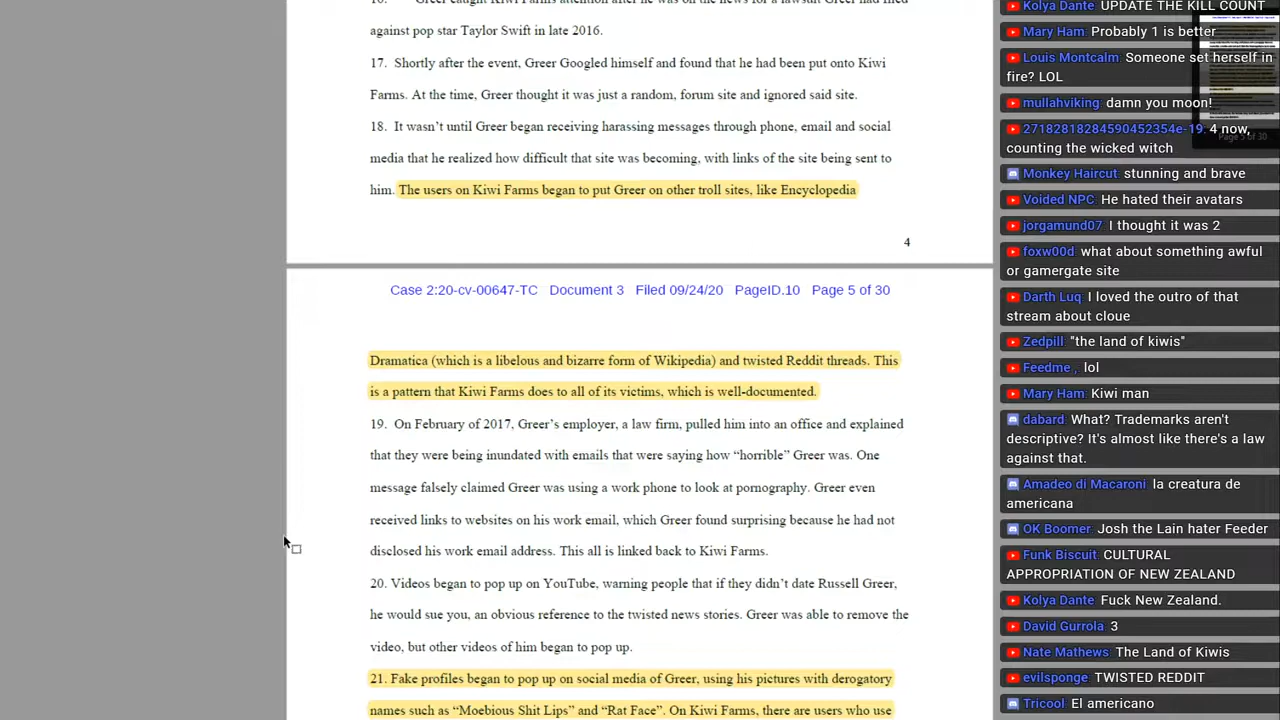 Greer caught Kiwi Farms attention after he was on the news for a lawsuit Greer had filed
against pop star Taylor Swift in late 2016.
17. Shortly after the event, Greer Googled himself and found that he had been put onto Kiwi
Farms. At the time, Greer thought it was just a random, forum site and ignored said site.
18. It wasn’t until Greer began receiving harassing messages through phone, email and social
media that he realized how difficult that site was becoming, with links of the site being sent to
him. The users on Kiwi Farms began to put Greer on other troll sites, like Encyclopedia
4
Case 2:20-cv-00647-TC Document 3 Filed 09/24/20 PageID.10 Page 5 of 30
Dramatica (which is a libelous and bizarre form of Wikipedia) and twisted Reddit threads. This
is a pattern that Kiwi Farms does to all of its victims, which is well-documented.
19. On February of 2017, Greer’s employer, a law firm, pulled him into an office and explained
that they were being inundated with emails that were saying how “horrible” Greer was. One
message falsely claimed Greer was using a work phone to look at pornography. Greer even
received links to websites on his work email, which Greer found surprising because he had not
disclosed his work email address. This all is linked back to Kiwi Farms.
20. Videos began to pop up on YouTube, warning people that if they didn’t date Russell Greer,
he would sue you, an obvious reference to the twisted news stories. Greer was able to remove the
video, but other videos of him began to pop up.
21. Fake profiles began to pop up on social media of Greer, using his pictures with derogatory
names such as “Moebious Shit Lips” and “Rat Face”. On Kiwi Farms, there are users who use
Kolya Dante: UPDATE THE KILL COUNT
Mary Ham: Probably 1 is better
Louis Montcalm: Someone set herself in
fire? LOL
mullahviking: damn you moon!
2718281828459045235​4e-19: 4 now,
counting the wicked witch
Page 5 of 30
Monkey Haircut: stunning and brave
Voided NPC: He hated their avatars
jorgamund07: I thought it was 2
foxw00d: what about something awful
or gamergate site
Darth Luq: I loved the outro of that
stream about cloue
Zedpill: "the land of kiwis"
Feedme .: lol
Mary Ham: Kiwi man
dabard: What? Trademarks aren't
descriptive? It's almost like there's a law
against that.
Amadeo di Macaroni: la creatura de
americana
OK Boomer: Josh the Lain hater Feeder
Funk Biscuit: CULTURAL
APPROPRIATION OF NEW ZEALAND
Kolya Dante: Fuck New Zealand.
David Gurrola: 3
Nate Mathews: The Land of Kiwis
evilsponge: TWISTED REDDIT
Tricool: El americano